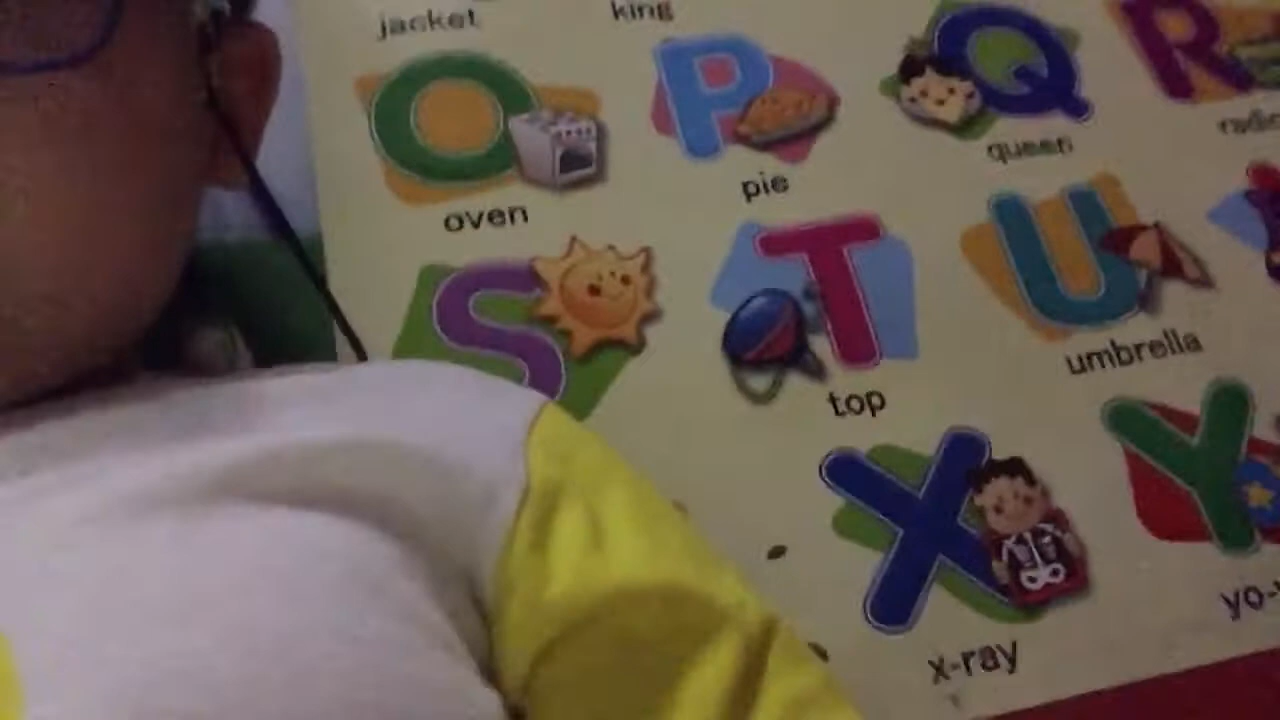 jacket king
O P Q R
oven pie queen
S T U
top umbrella
X Y
x-ray